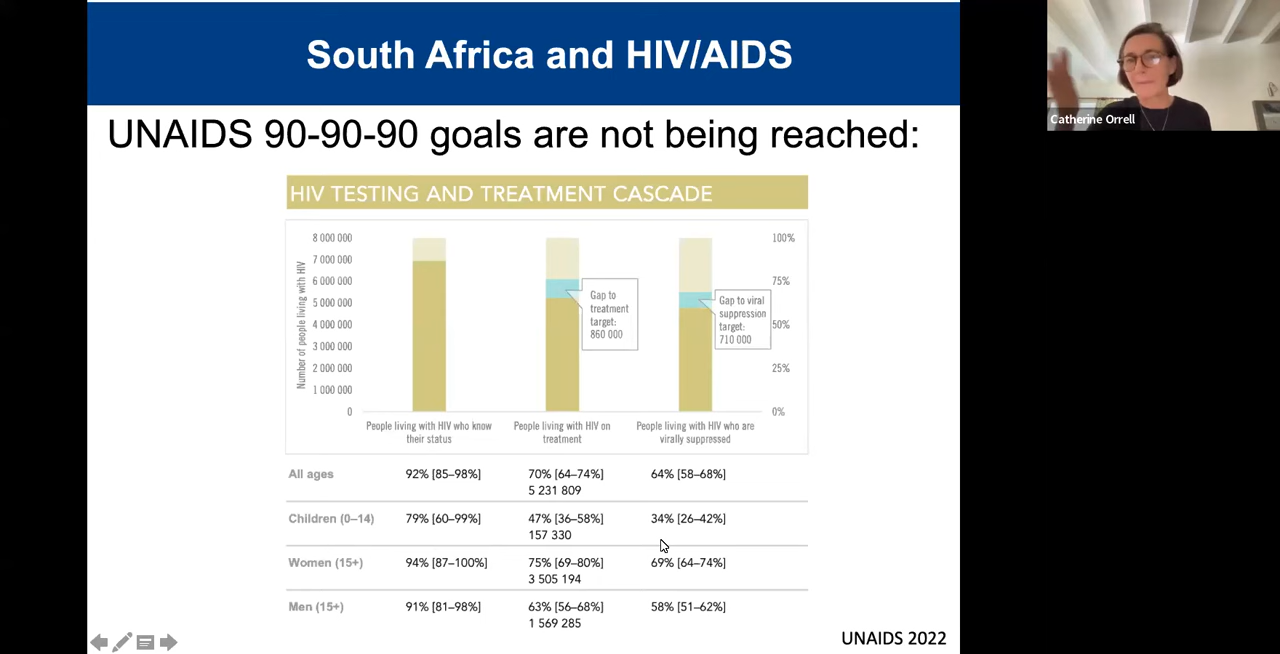 South Africa and HIV/AIDS
Catherine Orrell
UNAIDS 90-90-90 goals are not being reached:
HIV TESTING AND TREATMENT CASCADE
Number of people living with HIV
8 000 000
7 000 000
6 000 000
5 000 000
4 000 000
3 000 000
2 000 000
1 000 000
0
100%
75%
50%
25%
0%
Gap to
treatment
target:
860 000
Gap to viral
suppression
target:
710 000
People living with HIV who know
their status
People living with HIV on
treatment
People living with HIV who are
virally suppressed
All ages 92% [85–98%] 70% [64–74%] 64% [58–68%]
5 231 809
Children (0–14) 79% [60–99%] 47% [36–58%] 34% [26–42%]
157 330
Women (15+) 94% [87–100%] 75% [69–80%] 69% [64–74%]
3 505 194
Men (15+) 91% [81–98%] 63% [56–68%] 58% [51–62%]
1 569 285
UNAIDS 2022